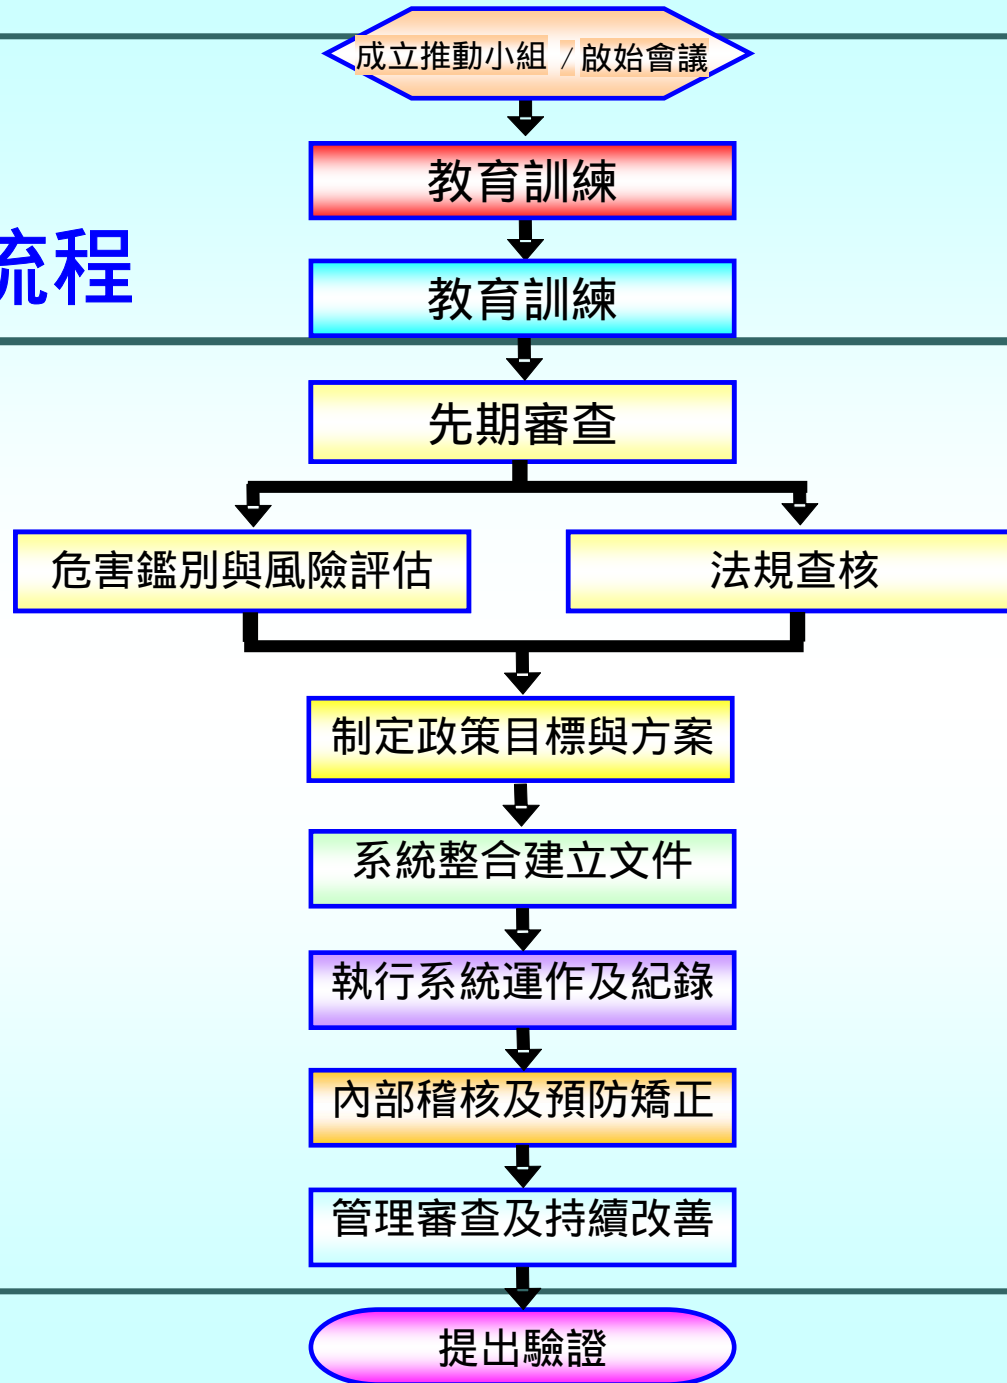 成立推動小組 / 啟始會議
教育訓練
流程
教育訓練
先期審查
危害鑑別與風險評估
法規查核
制定政策目標與方案
系統整合建立文件
執行系統運作及紀錄
內部稽核及預防矯正
管理審查及持續改善
提出驗證